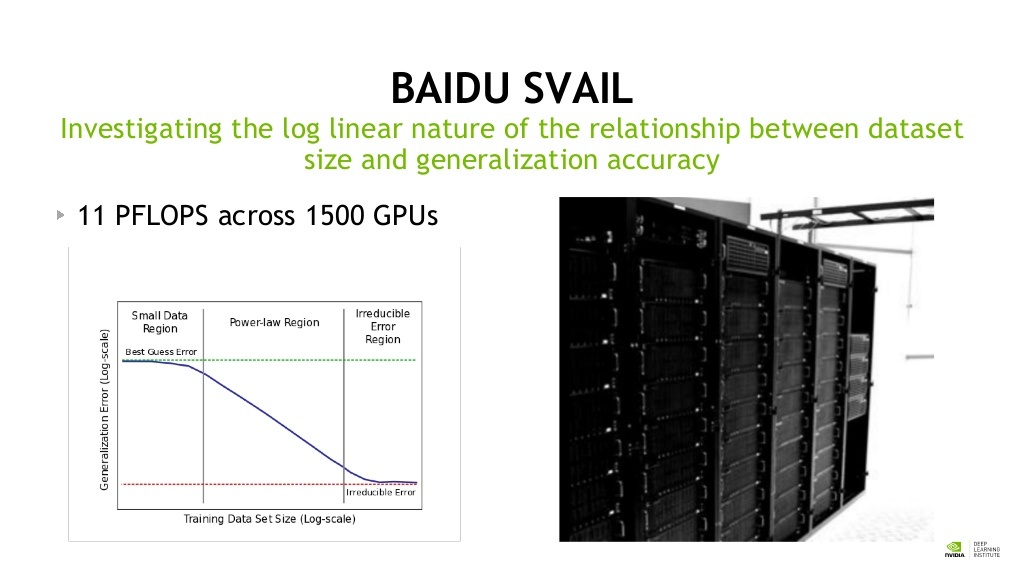 BAIDU SVAIL
Investigating the log linear nature of the relationship between dataset
size and generalization accuracy
11 PFLOPS across 1500 GPUs
Small Data
Region
Power-law Region
Irreducible
Error
Region
Best Guess Error
Generalization Error (Log-scale)
Irreducible Error
Training Data Set Size (Log-scale)
NVIDIA
DEEP
LEARNING
INSTITUTE